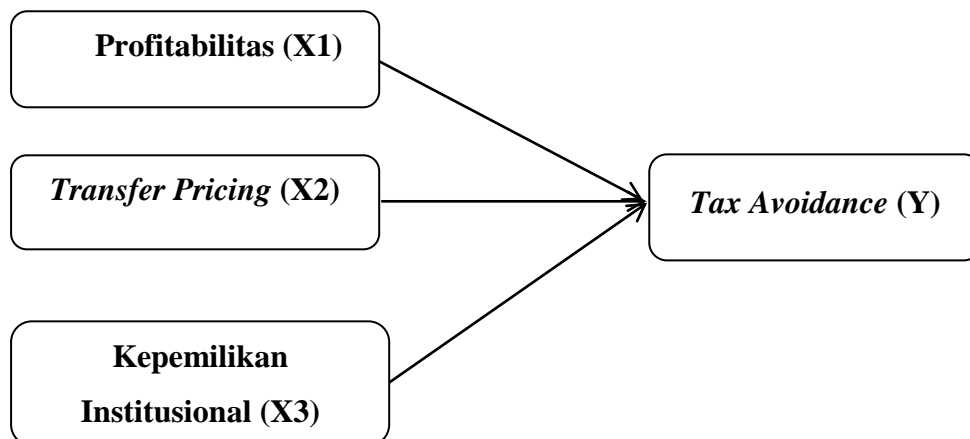 Profitabilitas (X1)
Transfer Pricing (X2)
Tax Avoidance (Y)
Kepemilikan
Institusional (X3)